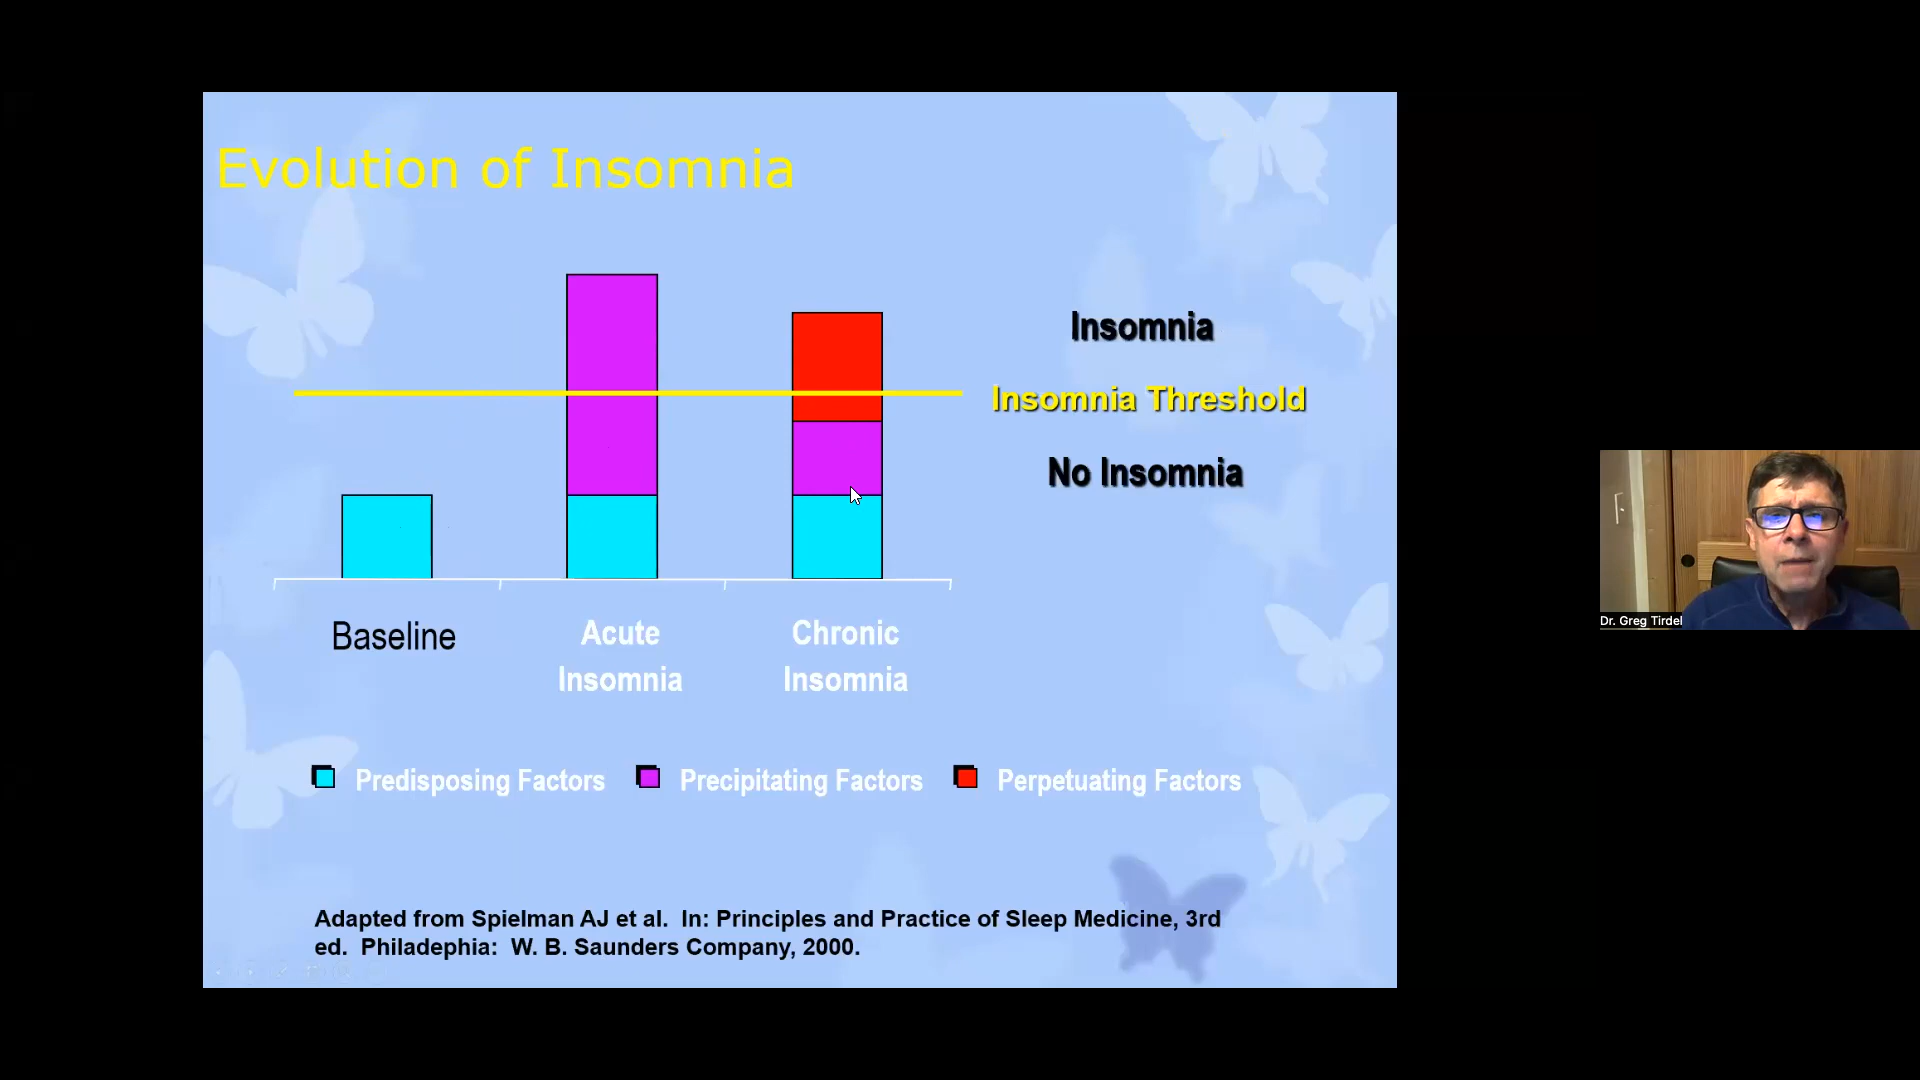 Evolution of Insomnia
Insomnia
Insomnia Threshold
No Insomnia
Baseline
Acute
Insomnia
Chronic
Insomnia
Predisposing Factors
Precipitating Factors
Perpetuating Factors
Adapted from Spielman AJ et al. In: Principles and Practice of Sleep Medicine, 3rd
ed. Philadephia: W. B. Saunders Company, 2000.
Dr. Greg Tirdel